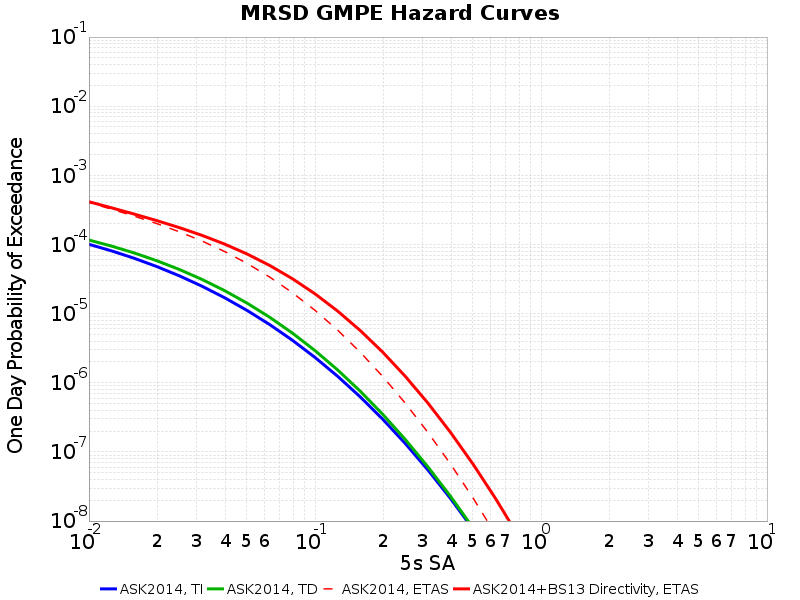 MRSD GMPE Hazard Curves
One Day Probability of Exceedance
10^-1
10^-2
10^-3
10^-4
10^-5
10^-6
10^-7
10^-8
10^-2 2 3 4 5 6 10^-1 2 3 4 5 6 7 10^0 2 3 4 5 6 7 10^1
5s SA
ASK2014, TI ASK2014, TD ASK2014, ETAS ASK2014+BS13 Directivity, ETAS